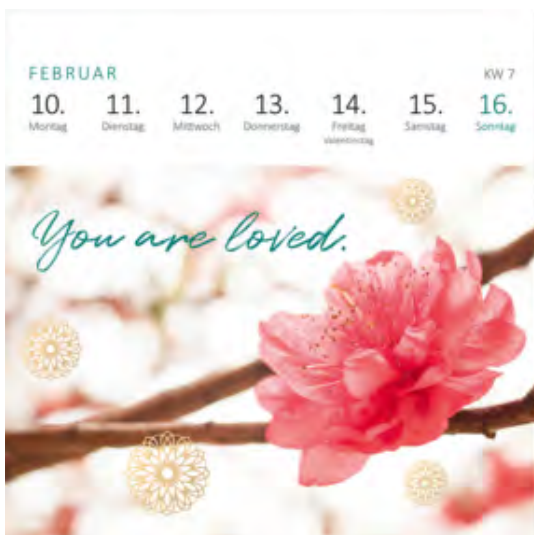 FEBRUAR KW 7
10. 11. 12. 13. 14. 15. 16.
Montag Dienstag Mittwoch Donnerstag Freitag Samstag Sonntag
Valentinstag
You are loved.